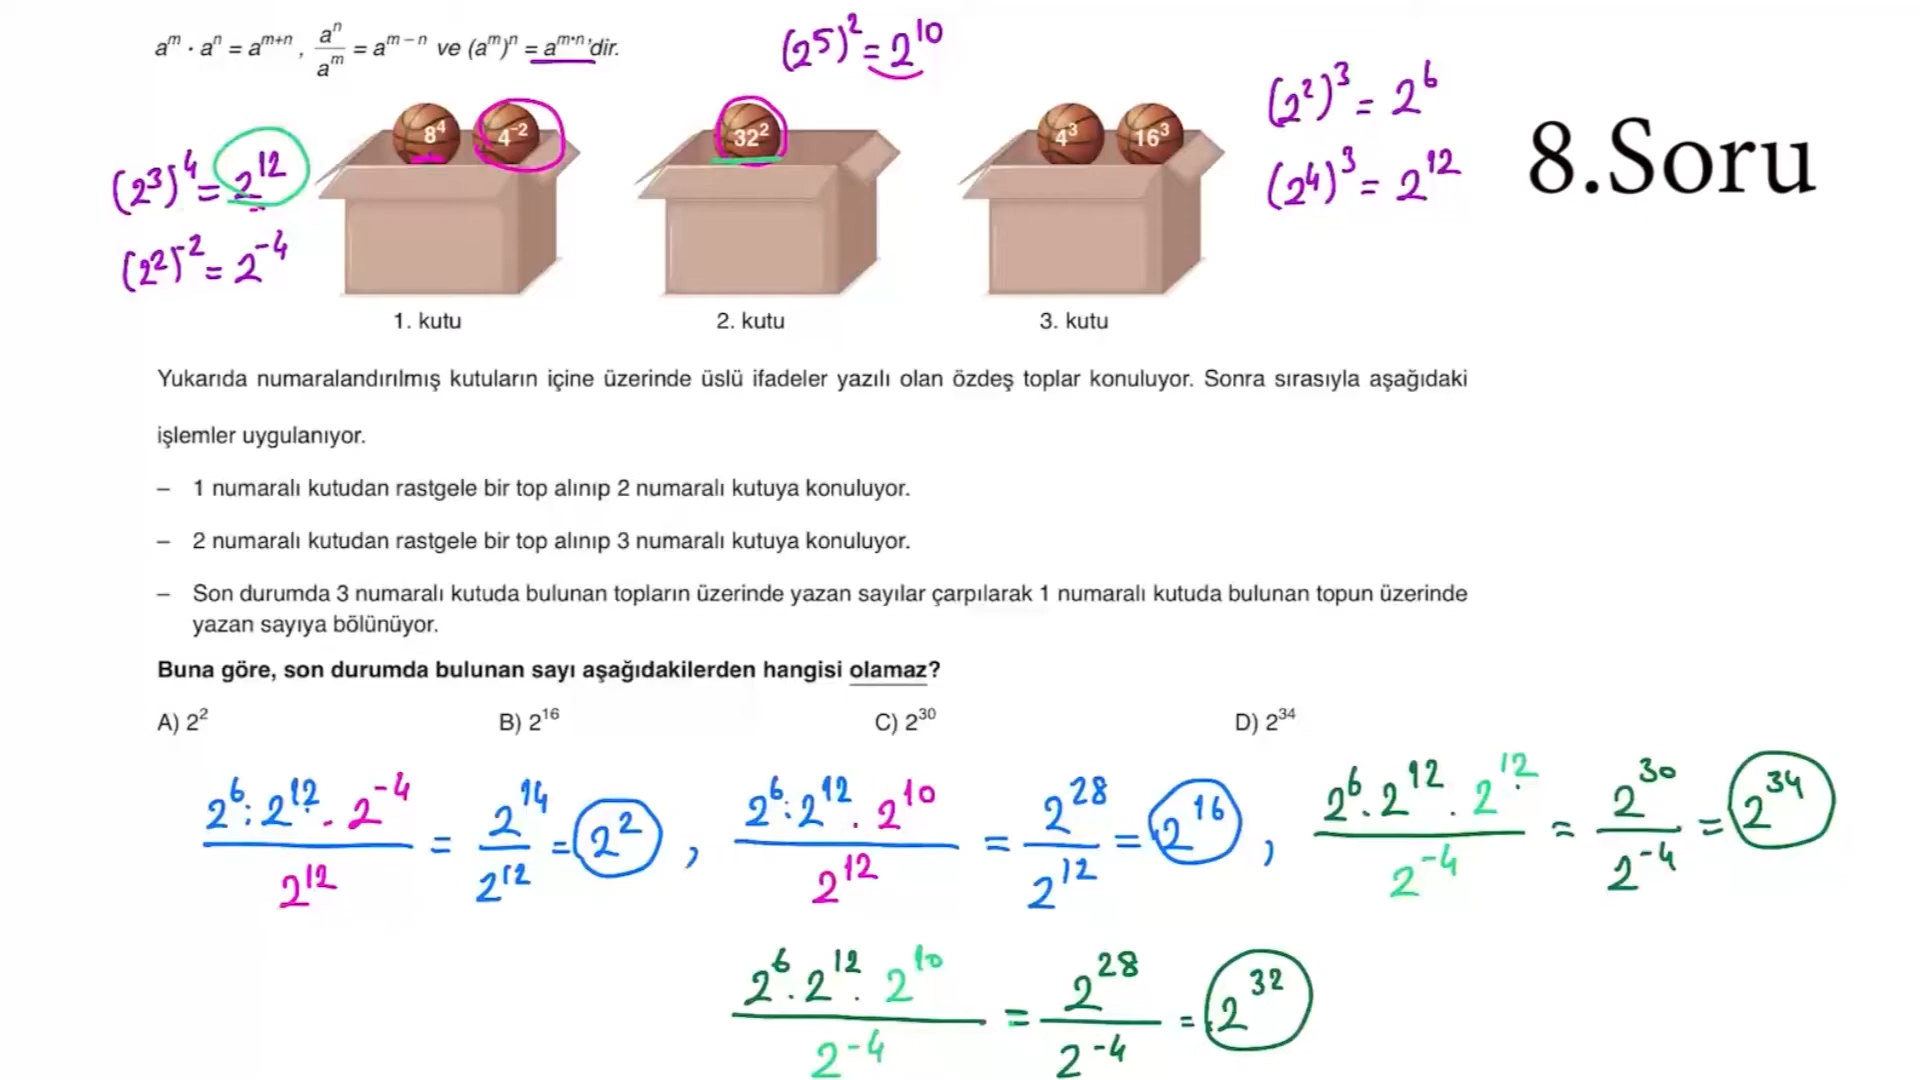 aᵐ · aⁿ = aᵐ⁺ⁿ , aⁿ/aᵐ = aᵐ⁻ⁿ ve (aᵐ)ⁿ = aᵐ·ⁿ'dir.
(2⁵)² = 2¹⁰
(2²)³ = 2⁶
8⁴ 4⁻² 32² 4³ 16³
8.Soru
(2³)⁴ = 2¹²
(2⁴)³ = 2¹²
(2²)⁻² = 2⁻⁴
1. kutu 2. kutu 3. kutu
Yukarıda numaralandırılmış kutuların içine üzerinde üslü ifadeler yazılı olan özdeş toplar konuluyor. Sonra sırasıyla aşağıdaki
işlemler uygulanıyor.
– 1 numaralı kutudan rastgele bir top alınıp 2 numaralı kutuya konuluyor.
– 2 numaralı kutudan rastgele bir top alınıp 3 numaralı kutuya konuluyor.
– Son durumda 3 numaralı kutuda bulunan topların üzerinde yazan sayılar çarpılarak 1 numaralı kutuda bulunan topun üzerinde
yazan sayıya bölünüyor.
Buna göre, son durumda bulunan sayı aşağıdakilerden hangisi olamaz?
A) 2² B) 2¹⁶ C) 2³⁰ D) 2³⁴
2⁶ · 2¹² · 2⁻⁴ / 2¹² = 2¹⁴ / 2¹² = 2² , 2⁶ · 2¹² · 2¹⁰ / 2¹² = 2²⁸ / 2¹² = 2¹⁶ , 2⁶ · 2¹² · 2¹² / 2⁻⁴ = 2³⁰ / 2⁻⁴ = 2³⁴
2⁶ · 2¹² · 2¹⁰ / 2⁻⁴ = 2²⁸ / 2⁻⁴ = 2³²